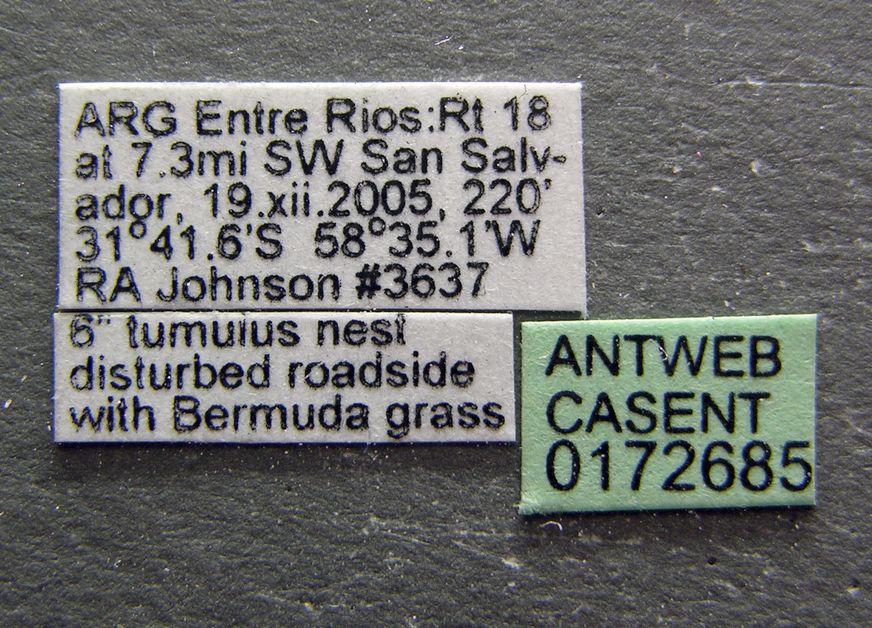 ARG Entre Rios:Rt 18
at 7.3mi SW San Salv-
ador, 19.xii.2005, 220'
31°41.6'S 58°35.1'W
RA Johnson #3637
6" tumulus nest
disturbed roadside
with Bermuda grass
ANTWEB
CASENT
0172685